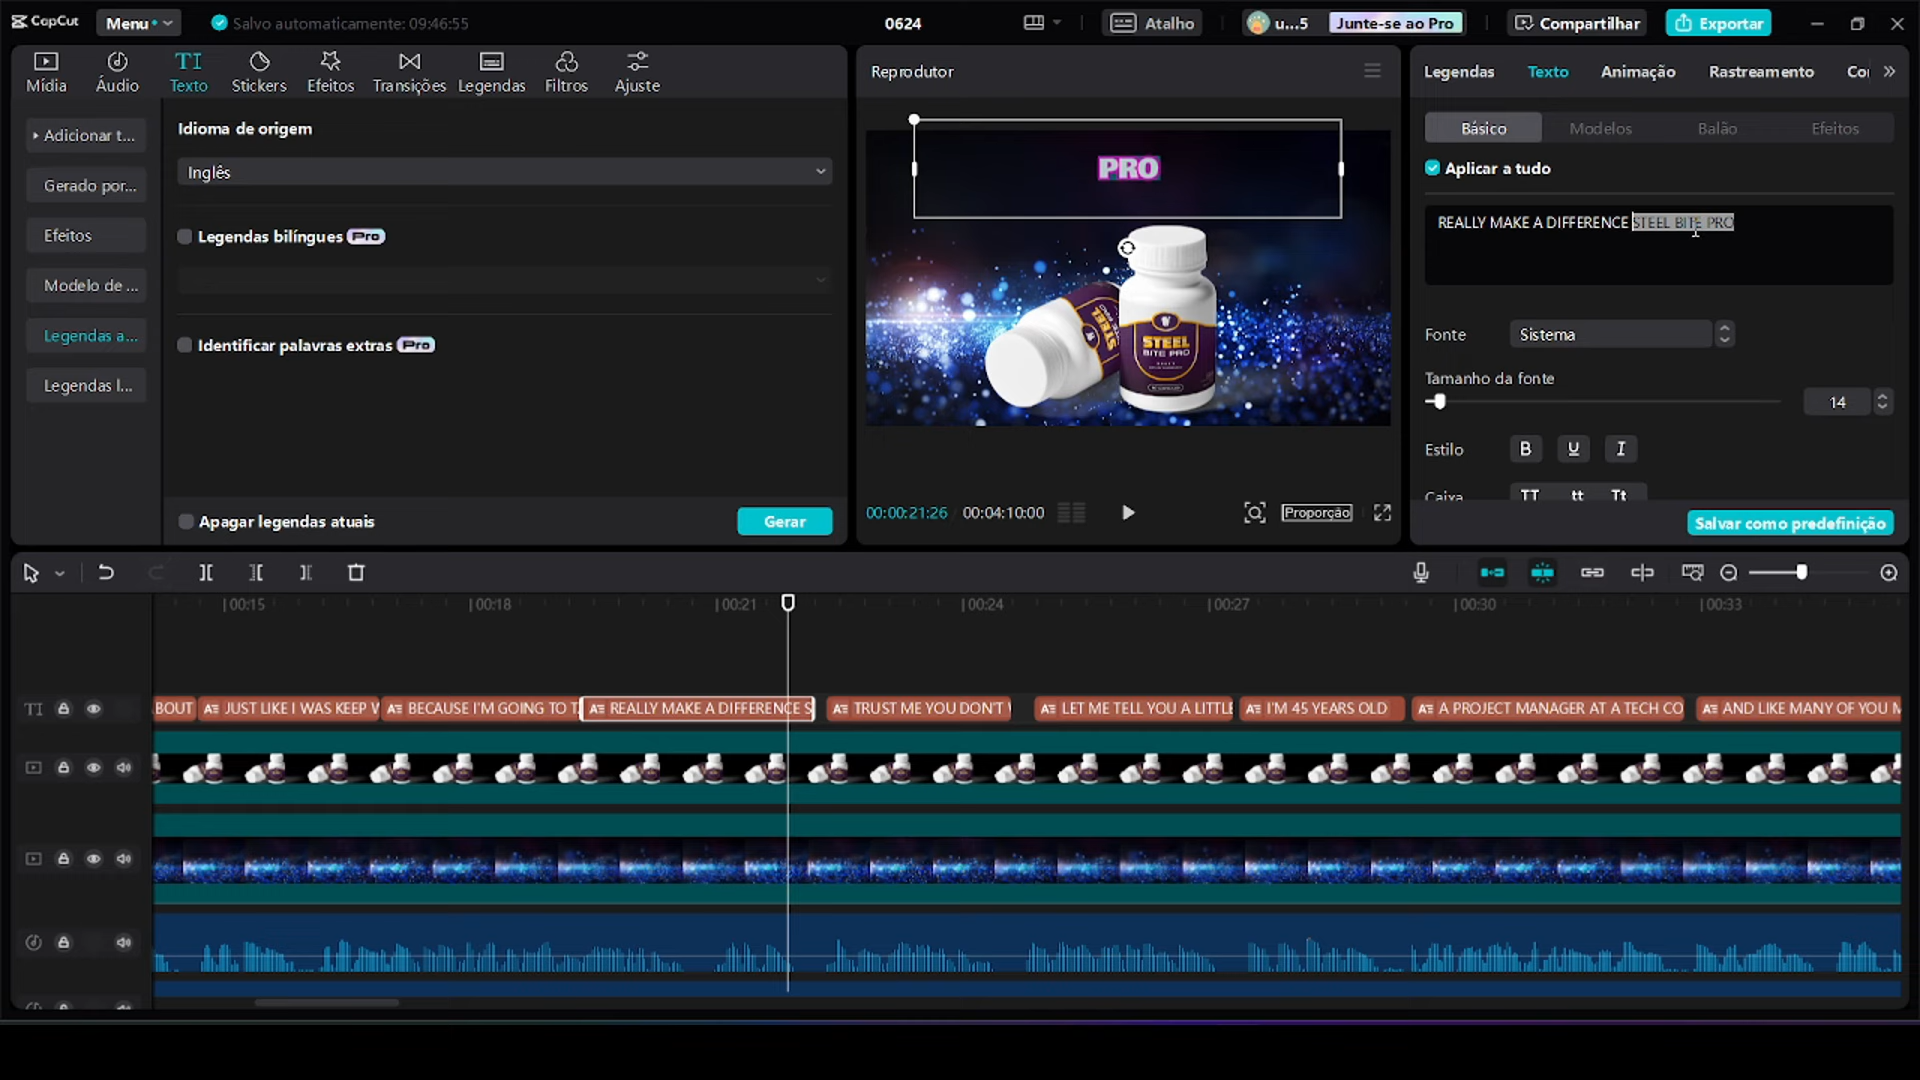 CapCut
Menu
Salvo automaticamente: 09:46:55
0624
Atalho
u...5
Junte-se ao Pro
Compartilhar
Exportar
Mídia
Áudio
TI
Texto
Stickers
Efeitos
Transições
Legendas
Filtros
Ajuste
Adicionar t...
Gerado por...
Efeitos
Modelo de ...
Legendas a...
Legendas l...
Idioma de origem
Inglês
Legendas bilíngues Pro
Identificar palavras extras Pro
Apagar legendas atuais
Gerar
Reprodutor
PRO
STEEL
BITE PRO
00:00:21:26
00:04:10:00
Proporção
Legendas
Texto
Animação
Rastreamento
Básico
Modelos
Balão
Efeitos
Aplicar a tudo
REALLY MAKE A DIFFERENCE STEEL BITE PRO
Fonte
Sistema
Tamanho da fonte
14
Estilo
B U I
Caixa
TT tt Tt
Salvar como predefinição
00:15
00:18
00:21
00:24
00:27
00:30
00:33
TI
BOUT
JUST LIKE I WAS KEEP
BECAUSE I'M GOING TO
REALLY MAKE A DIFFERENCE S
TRUST ME YOU DON'T
LET ME TELL YOU A LITTLE
I'M 45 YEARS OLD
A PROJECT MANAGER AT A TECH CO
AND LIKE MANY OF YOU